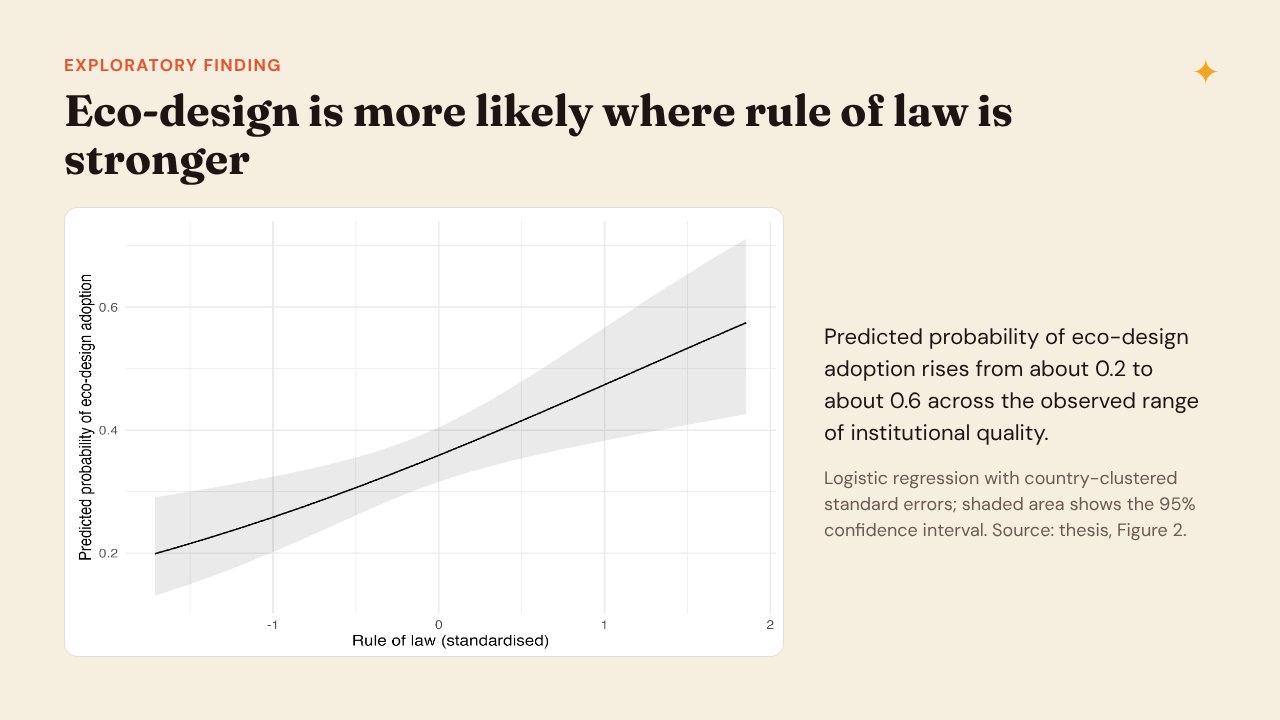 EXPLORATORY FINDING
Eco-design is more likely where rule of law is
stronger
Predicted probability of eco-design adoption
0.6
0.4
0.2
-1
0
1
2
Rule of law (standardised)
Predicted probability of eco-design
adoption rises from about 0.2 to
about 0.6 across the observed range
of institutional quality.
Logistic regression with country-clustered
standard errors; shaded area shows the 95%
confidence interval. Source: thesis, Figure 2.